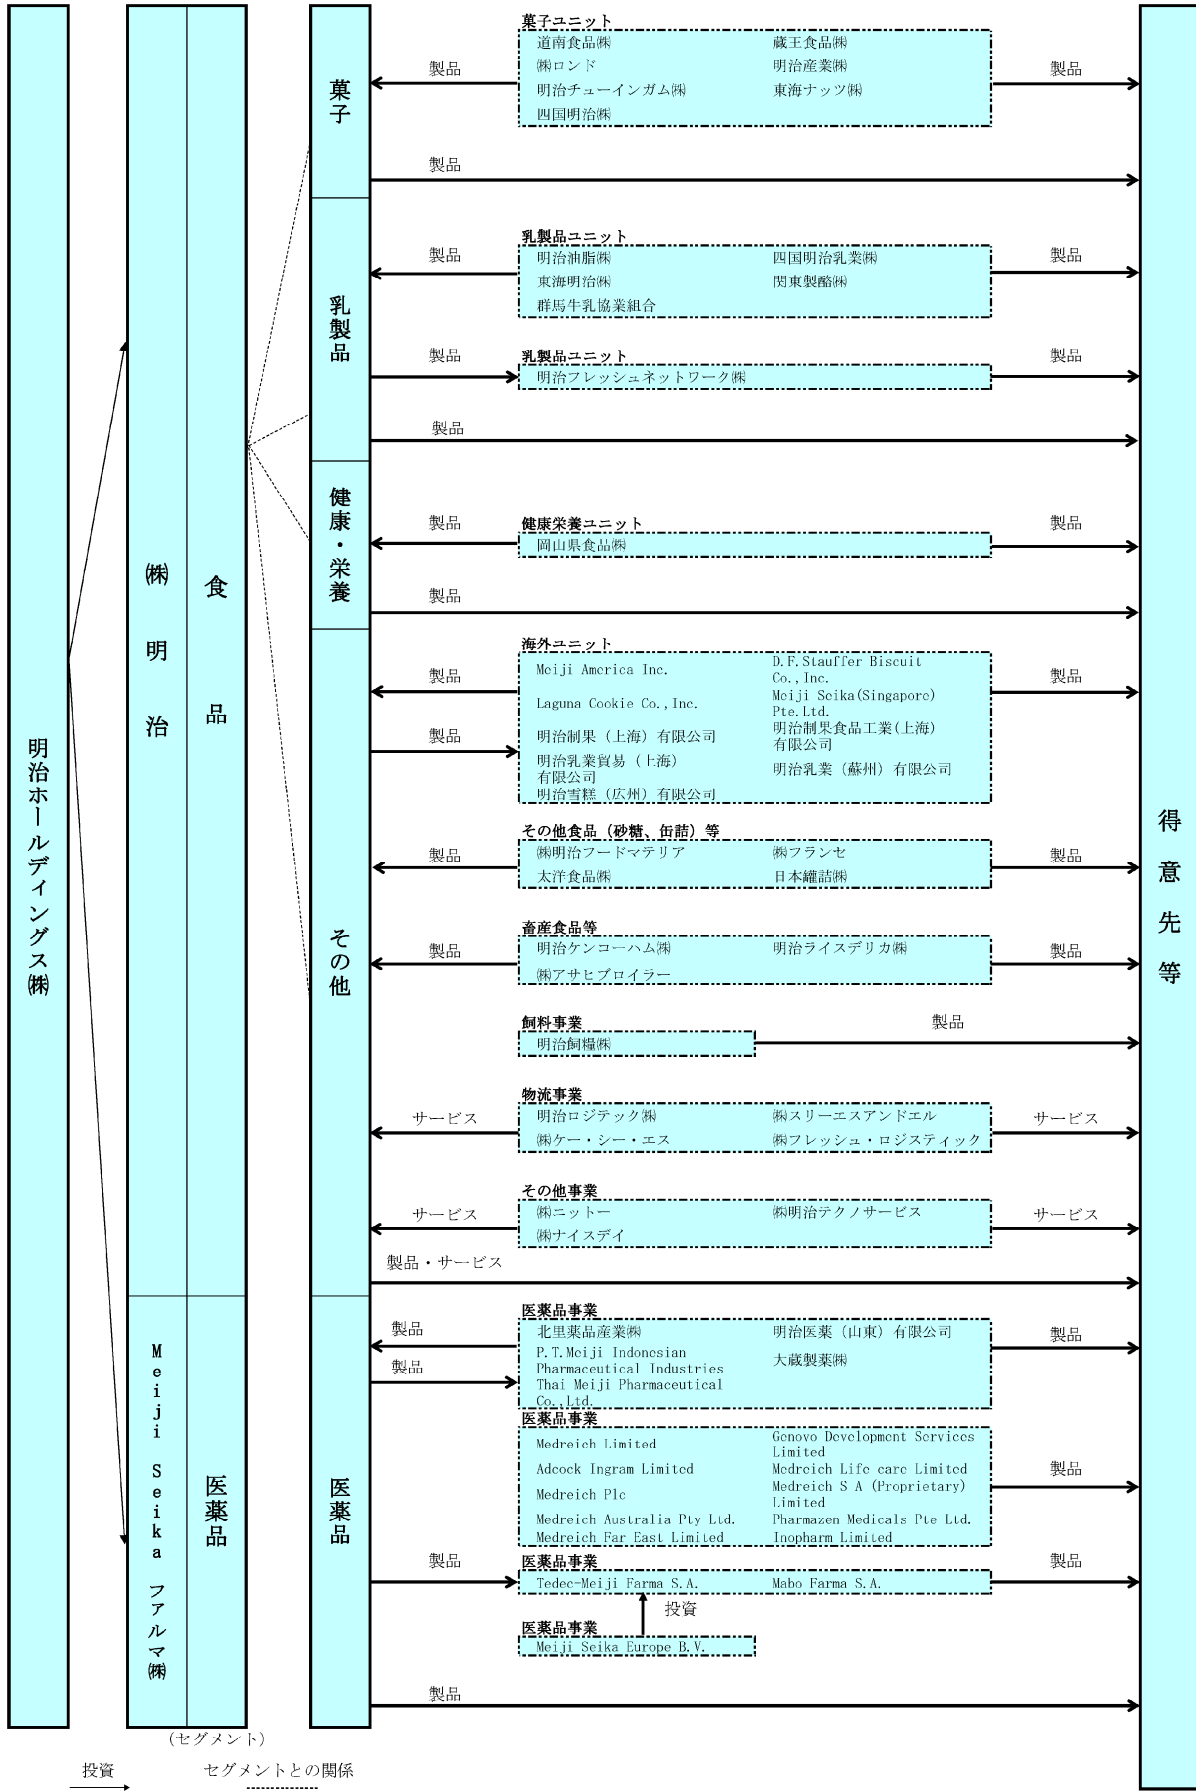 明治ホールディングス㈱
㈱明治
食品
Meiji Seika ファルマ㈱
医薬品
菓子
乳製品
健康・栄養
その他
医薬品
得意先等
菓子ユニット
道南食品㈱ 蔵王食品㈱
㈱ロンド 明治産業㈱
明治チューインガム㈱ 東海ナッツ㈱
四国明治㈱
製品 製品
製品
乳製品ユニット
明治油脂㈱ 四国明治乳業㈱
東海明治㈱ 関東製酪㈱
群馬牛乳協業組合
製品 製品
乳製品ユニット
明治フレッシュネットワーク㈱
製品 製品
製品
健康栄養ユニット
岡山県食品㈱
製品 製品
製品
海外ユニット
Meiji America Inc.
D.F.Stauffer Biscuit
Co.,Inc.
Laguna Cookie Co.,Inc.
Meiji Seika(Singapore)
Pte.Ltd.
明治制果（上海）有限公司
明治制果食品工業(上海)
有限公司
明治乳業貿易（上海）
有限公司
明治乳業（蘇州）有限公司
明治雪糕（広州）有限公司
製品 製品
製品
その他食品（砂糖、缶詰）等
㈱明治フードマテリア ㈱フランセ
太洋食品㈱ 日本罐詰㈱
製品 製品
畜産食品等
明治ケンコーハム㈱ 明治ライスデリカ㈱
㈱アサヒブロイラー
製品 製品
飼料事業
明治飼糧㈱
製品
物流事業
明治ロジテック㈱ ㈱スリーエスアンドエル
㈱ケー・シー・エス ㈱フレッシュ・ロジスティック
サービス サービス
その他事業
㈱ニットー ㈱明治テクノサービス
㈱ナイスデイ
サービス サービス
製品・サービス
医薬品事業
北里薬品産業㈱ 明治医薬（山東）有限公司
P.T.Meiji Indonesian
Pharmaceutical Industries
大蔵製薬㈱
Thai Meiji Pharmaceutical
Co.,Ltd.
製品 製品
製品
医薬品事業
Medreich Limited
Genovo Development Services
Limited
Adcock Ingram Limited Medreich Life care Limited
Medreich Plc
Medreich S A (Proprietary)
Limited
Medreich Australia Pty Ltd. Pharmazen Medicals Pte Ltd.
Medreich Far East Limited Inopharm Limited
製品
医薬品事業
Tedec-Meiji Farma S.A. Mabo Farma S.A.
製品 製品
投資
医薬品事業
Meiji Seika Europe B.V.
製品
(セグメント)
投資
セグメントとの関係